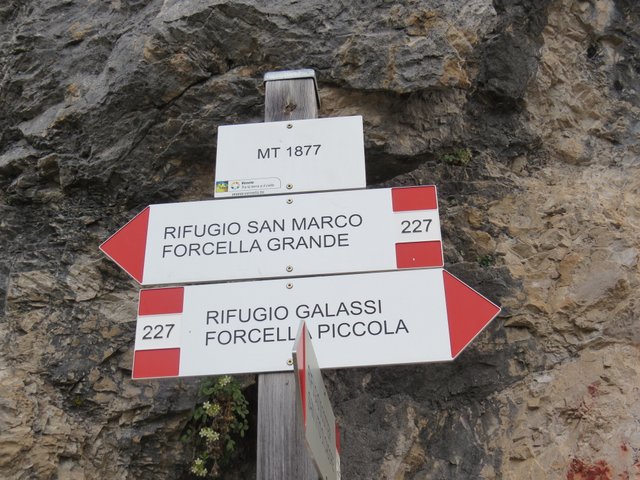 MT 1877
RIFUGIO SAN MARCO
FORCELLA GRANDE
227
227
RIFUGIO GALASSI
FORCELLA PICCOLA